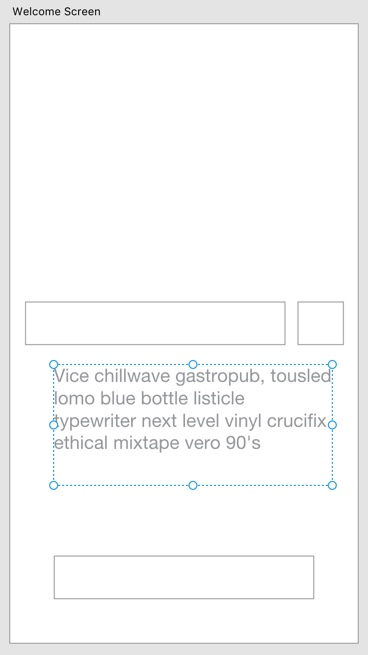 Welcome Screen
Vice chillwave gastropub, tousled
lomo blue bottle listicle
typewriter next level vinyl crucifix
ethical mixtape vero 90's